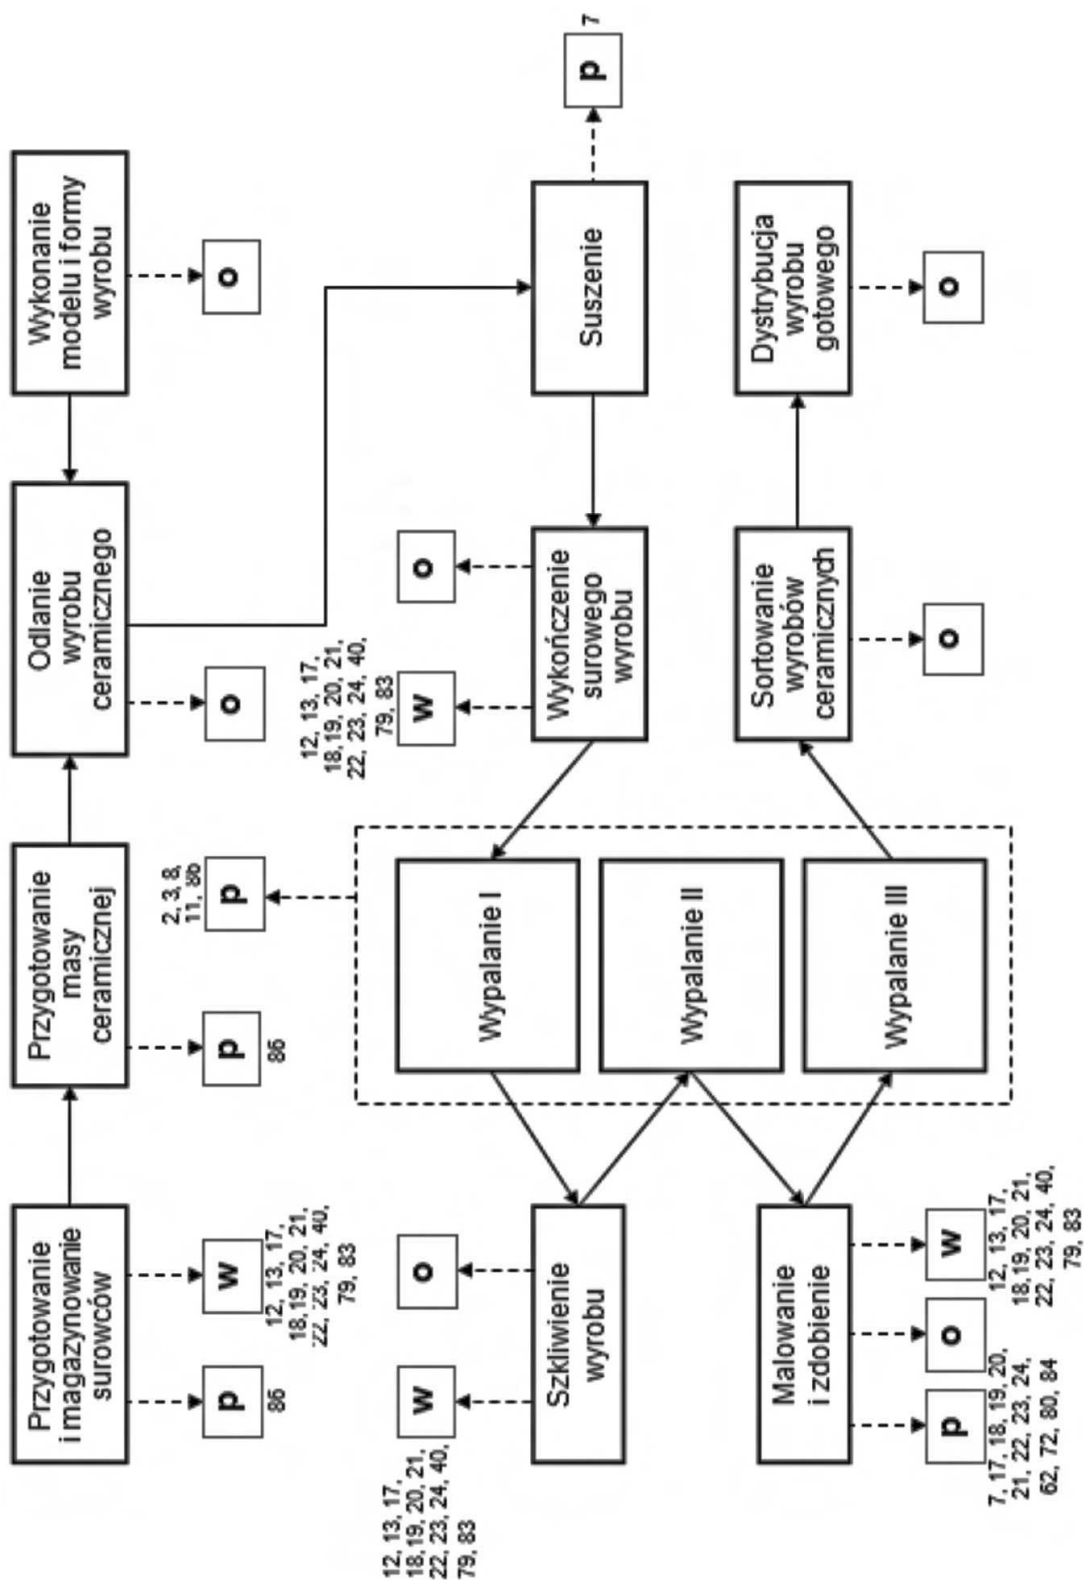 Przygotowanie
i magazynowanie
surowców
Przygotowanie
masy
ceramicznej
Odlanie
wyrobu
ceramicznego
Wykonanie
modelu i formy
wyrobu
p
86
w
12, 13, 17,
18,19, 20, 21,
22, 23, 24, 40,
79, 83
p
86
2, 3, 8,
11, 86
p
o
o
12, 13, 17,
18,19, 20, 21,
22, 23, 24, 40,
79, 83
w
o
12, 13, 17,
18,19, 20, 21,
22, 23, 24, 40,
79, 83
w
o
Szkliwienie
wyrobu
Wypalanie I
Wykończenie
surowego
wyrobu
Suszenie
p
7
Wypalanie II
Malowanie
i zdobienie
Wypalanie III
Sortowanie
wyrobów
ceramicznych
Dystrybucja
wyrobu
gotowego
p
7, 17, 18, 19, 20,
21, 22, 23, 24,
62, 72, 80, 84
o
w
12, 13, 17,
18,19, 20, 21,
22, 23, 24, 40,
79, 83
o
o